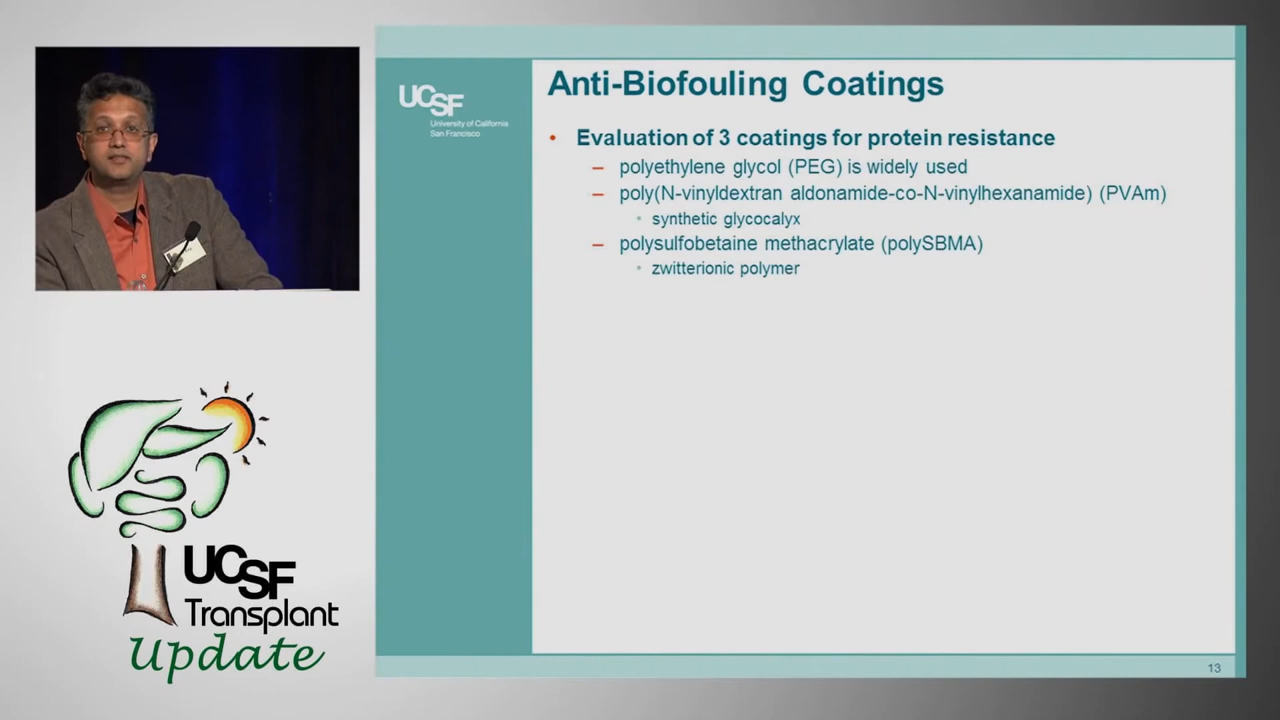 UCSF
University of California
San Francisco
Anti-Biofouling Coatings
• Evaluation of 3 coatings for protein resistance
– polyethylene glycol (PEG) is widely used
– poly(N-vinyldextran aldonamide-co-N-vinylhexanamide) (PVAm)
• synthetic glycocalyx
– polysulfobetaine methacrylate (polySBMA)
• zwitterionic polymer
13
UCSF
Transplant
Update